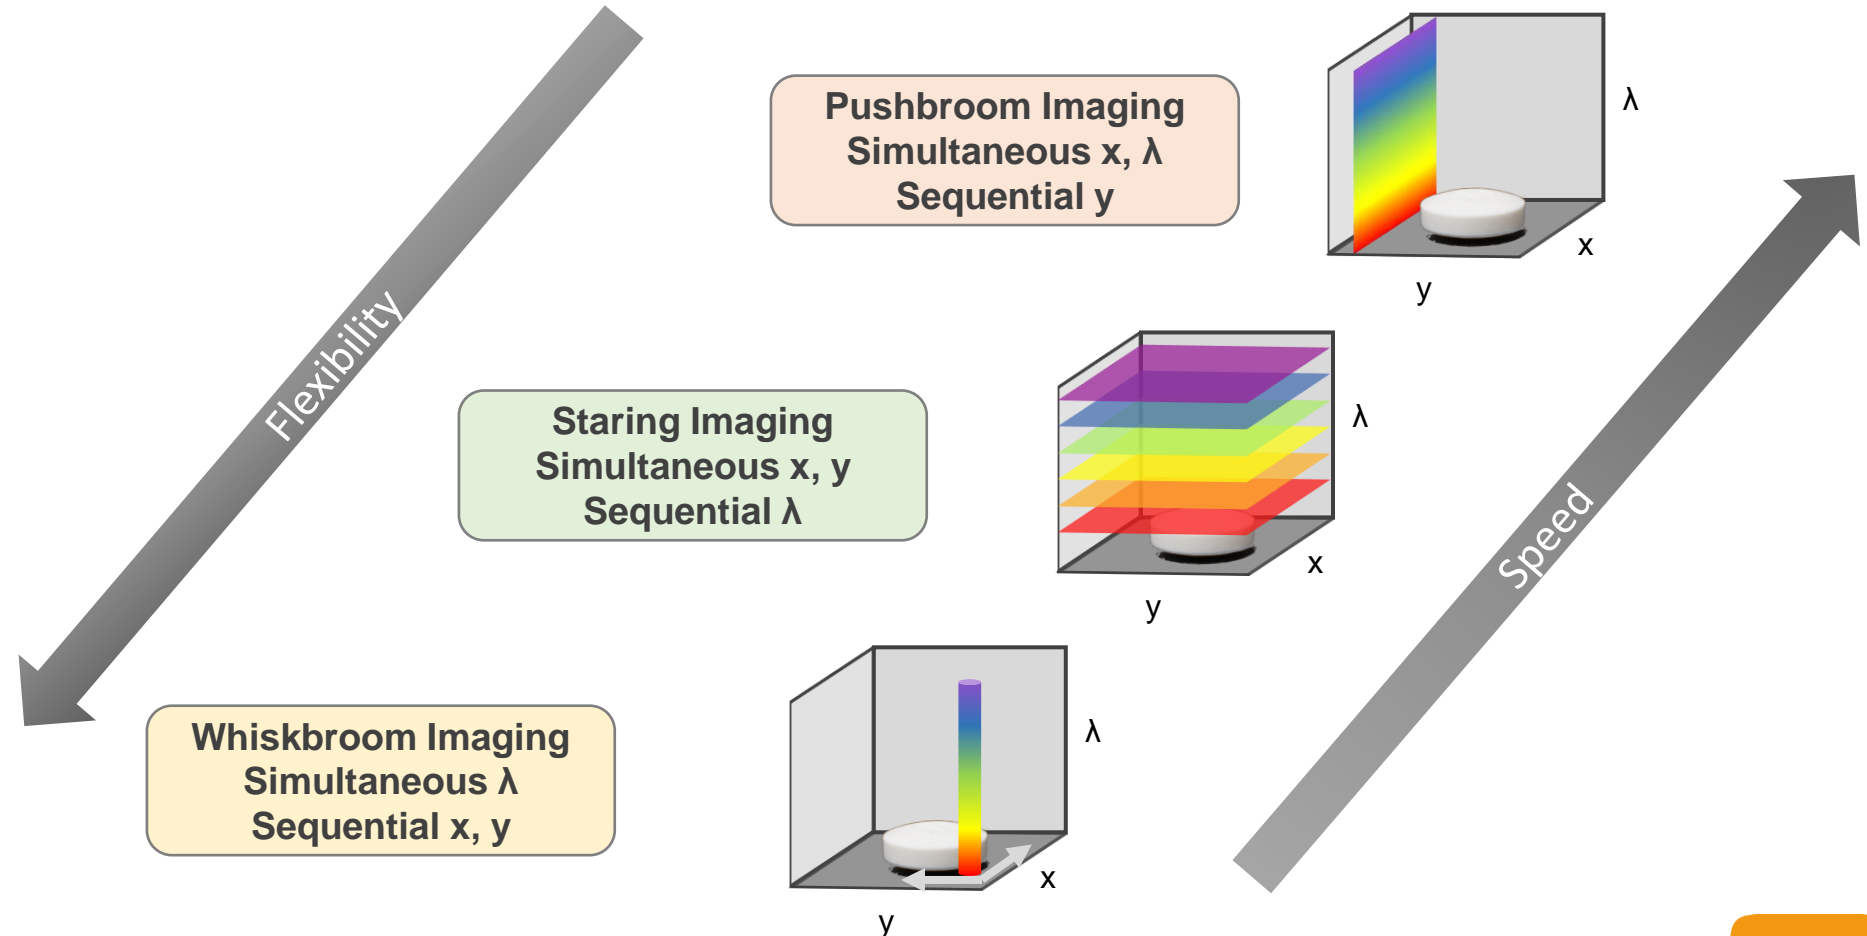 Pushbroom Imaging
Simultaneous x, λ
Sequential y
λ
x
y
Flexibility
Staring Imaging
Simultaneous x, y
Sequential λ
λ
x
y
Speed
Whiskbroom Imaging
Simultaneous λ
Sequential x, y
λ
x
y